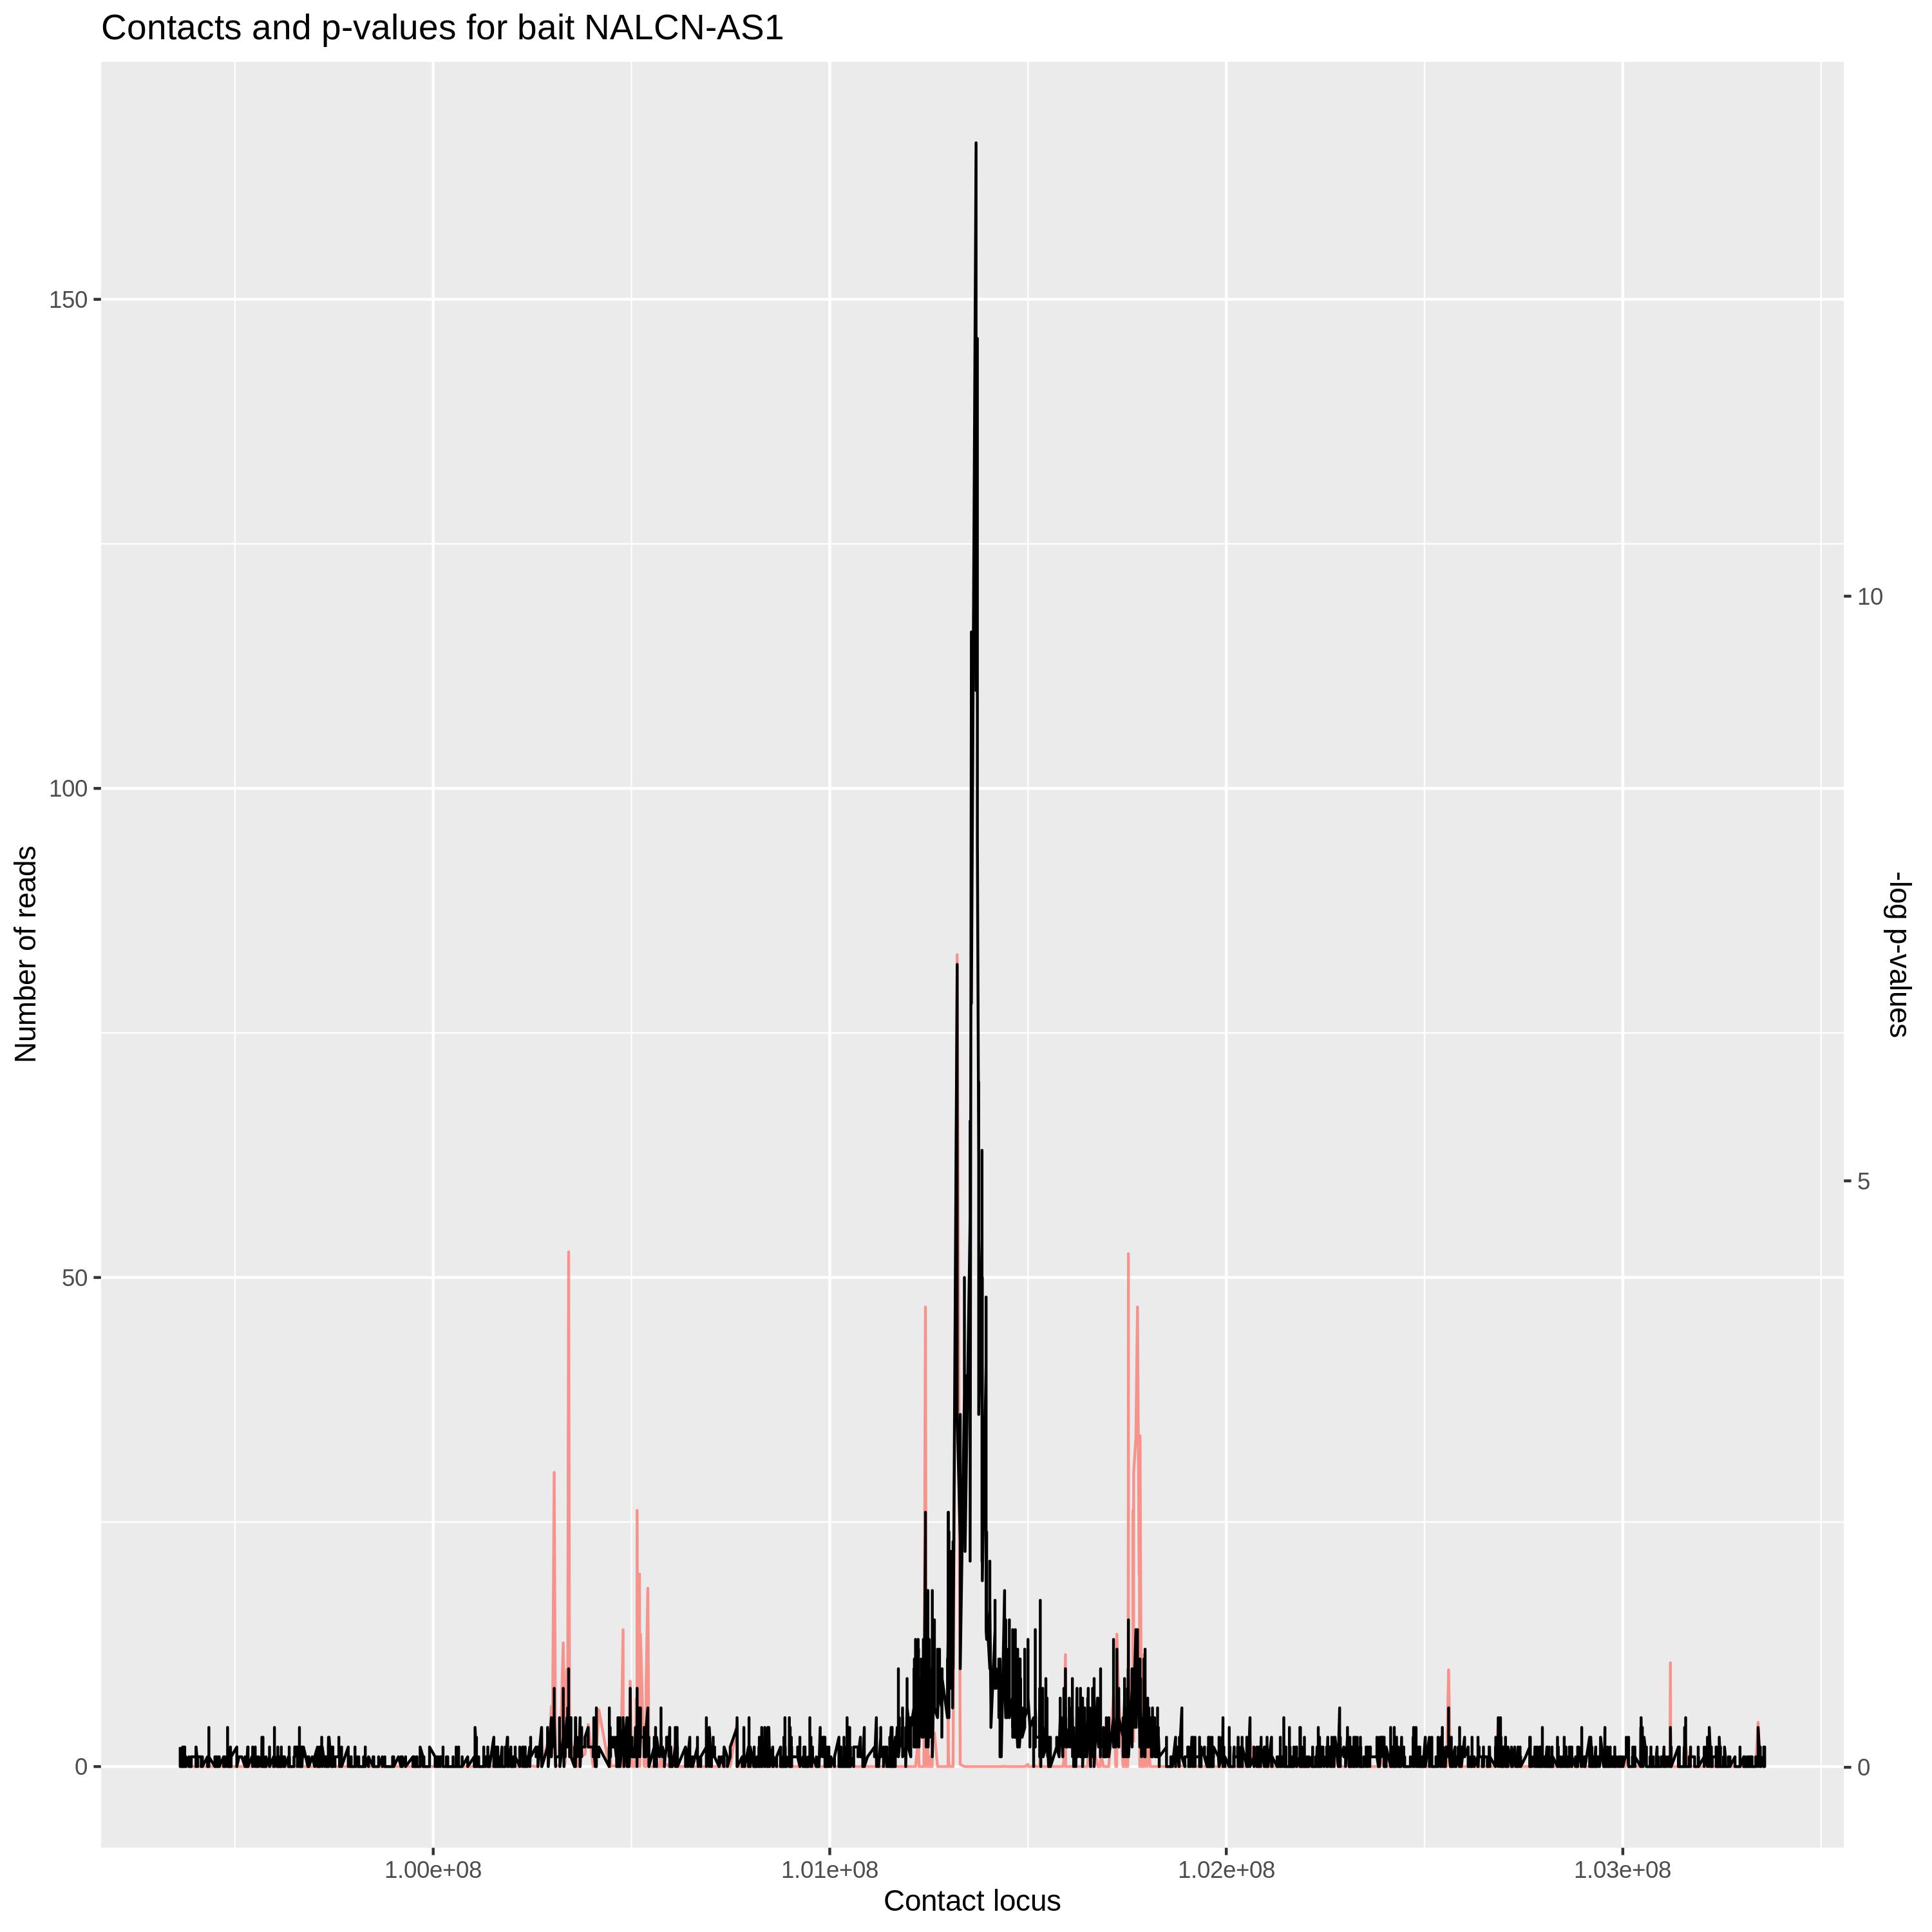 Contacts and p-values for bait NALCN-AS1
150
100
50
0
Number of reads
10
5
0
-log p-values
1.00e+08
1.01e+08
1.02e+08
1.03e+08
Contact locus